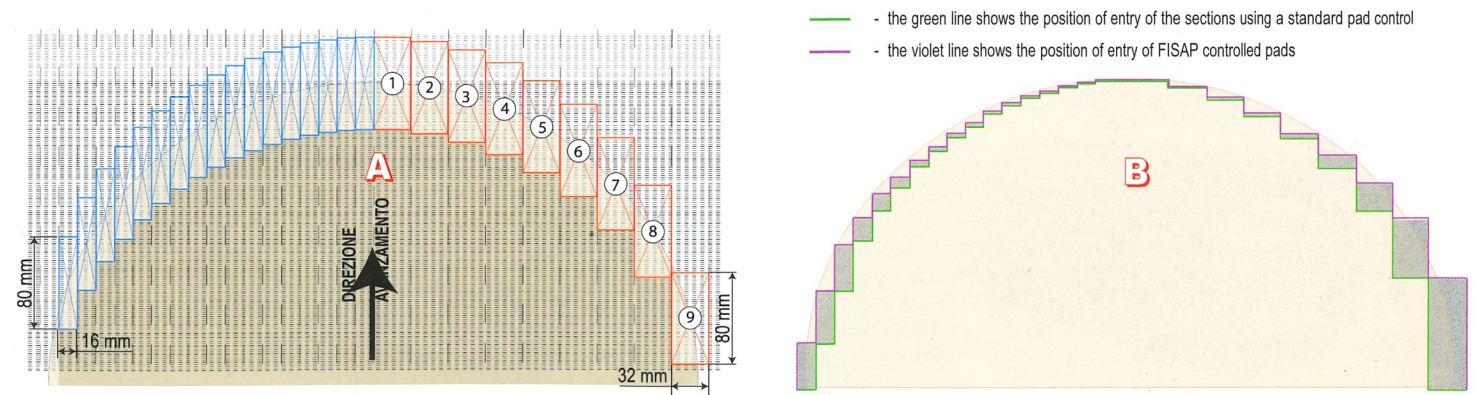 - the green line shows the position of entry of the sections using a standard pad control
- the violet line shows the position of entry of FISAP controlled pads
1
2
3
4
5
6
7
8
9
A
DIREZIONE
AVANZAMENTO
80 mm
16 mm
80 mm
32 mm
B